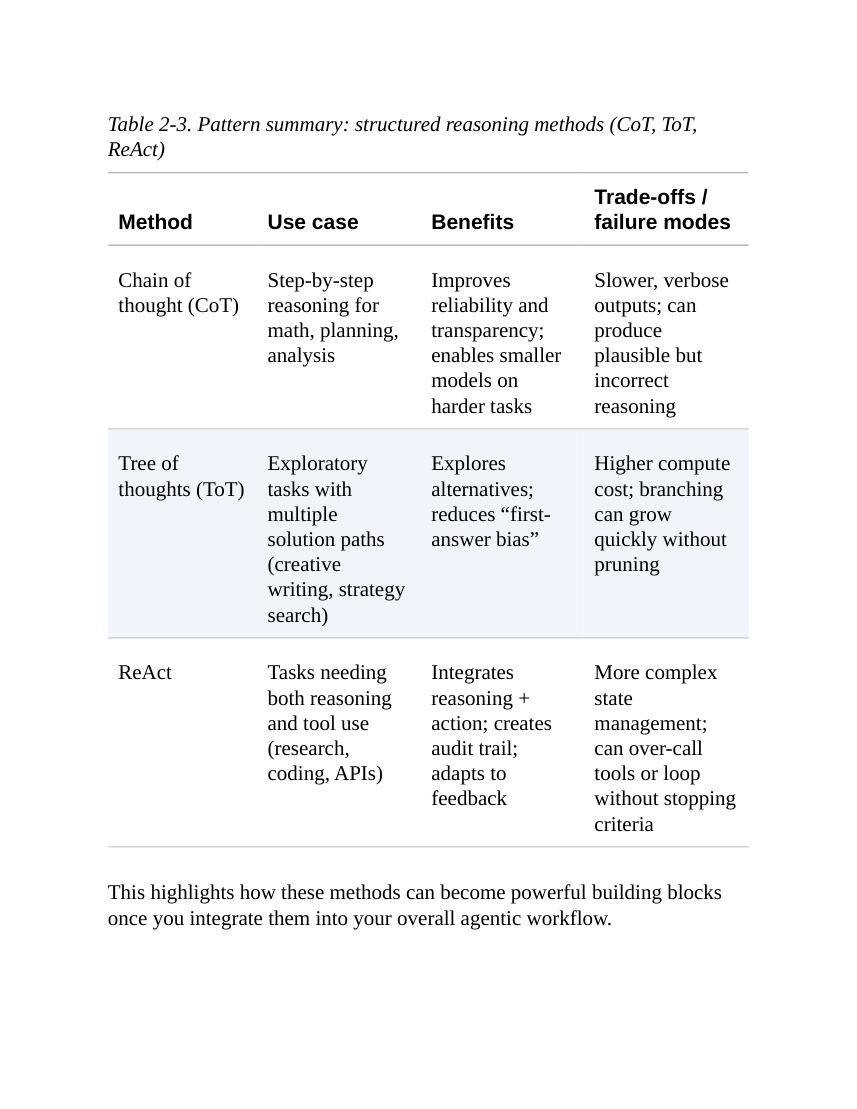 Table 2-3. Pattern summary: structured reasoning methods (CoT, ToT,
ReAct)
Method
Use case
Benefits
Trade-offs /
failure modes
Chain of
thought (CoT)
Step-by-step
reasoning for
math, planning,
analysis
Improves
reliability and
transparency;
enables smaller
models on
harder tasks
Slower, verbose
outputs; can
produce
plausible but
incorrect
reasoning
Tree of
thoughts (ToT)
Exploratory
tasks with
multiple
solution paths
(creative
writing, strategy
search)
Explores
alternatives;
reduces “first-
answer bias”
Higher compute
cost; branching
can grow
quickly without
pruning
ReAct
Tasks needing
both reasoning
and tool use
(research,
coding, APIs)
Integrates
reasoning +
action; creates
audit trail;
adapts to
feedback
More complex
state
management;
can over-call
tools or loop
without stopping
criteria
This highlights how these methods can become powerful building blocks
once you integrate them into your overall agentic workflow.